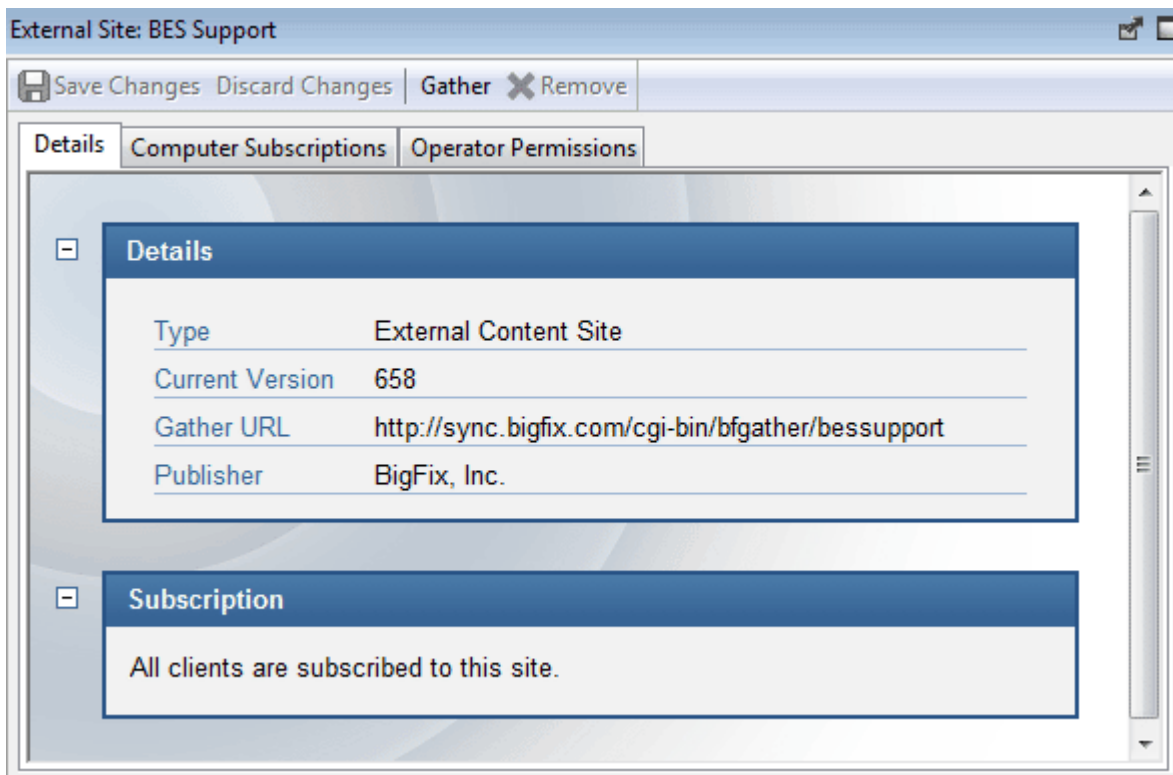 External Site: BES Support
Save Changes Discard Changes Gather Remove
Details Computer Subscriptions Operator Permissions
Details
Type External Content Site
Current Version 658
Gather URL http://sync.bigfix.com/cgi-bin/bfgather/bessupport
Publisher BigFix, Inc.
Subscription
All clients are subscribed to this site.